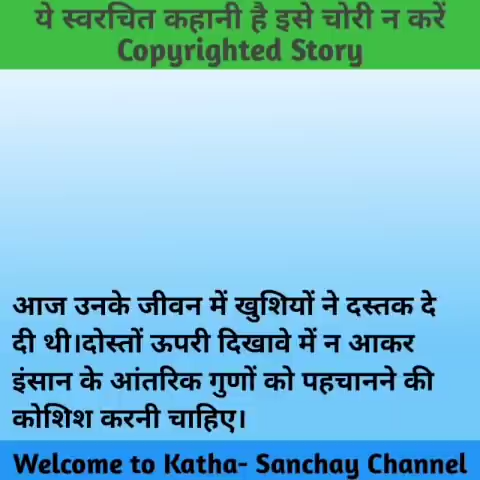 ये स्वरचित कहानी है इसे चोरी न करें
Copyrighted Story
आज उनके जीवन में खुशियों ने दस्तक दे
दी थी।दोस्तों ऊपरी दिखावे में न आकर
इंसान के आंतरिक गुणों को पहचानने की
कोशिश करनी चाहिए।
Welcome to Katha- Sanchay Channel